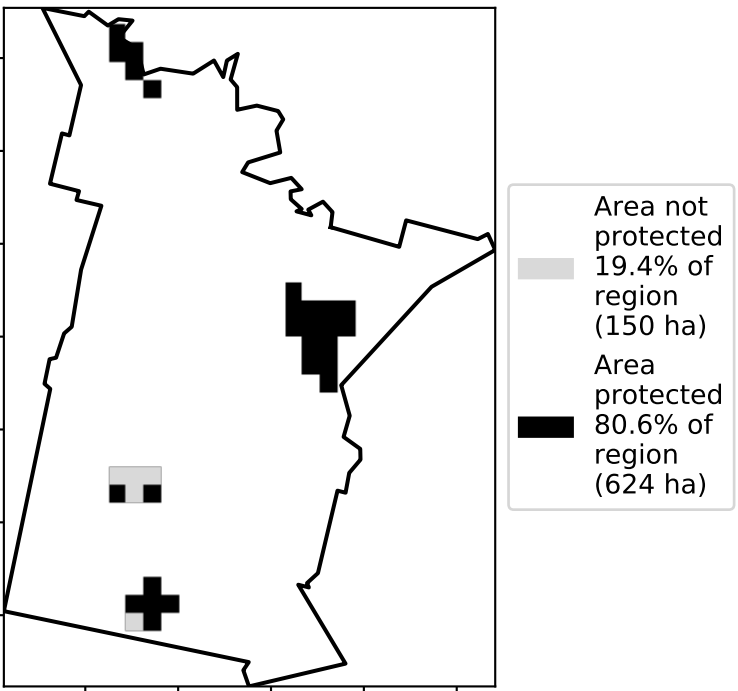 Area not
protected
19.4% of
region
(150 ha)
Area
protected
80.6% of
region
(624 ha)